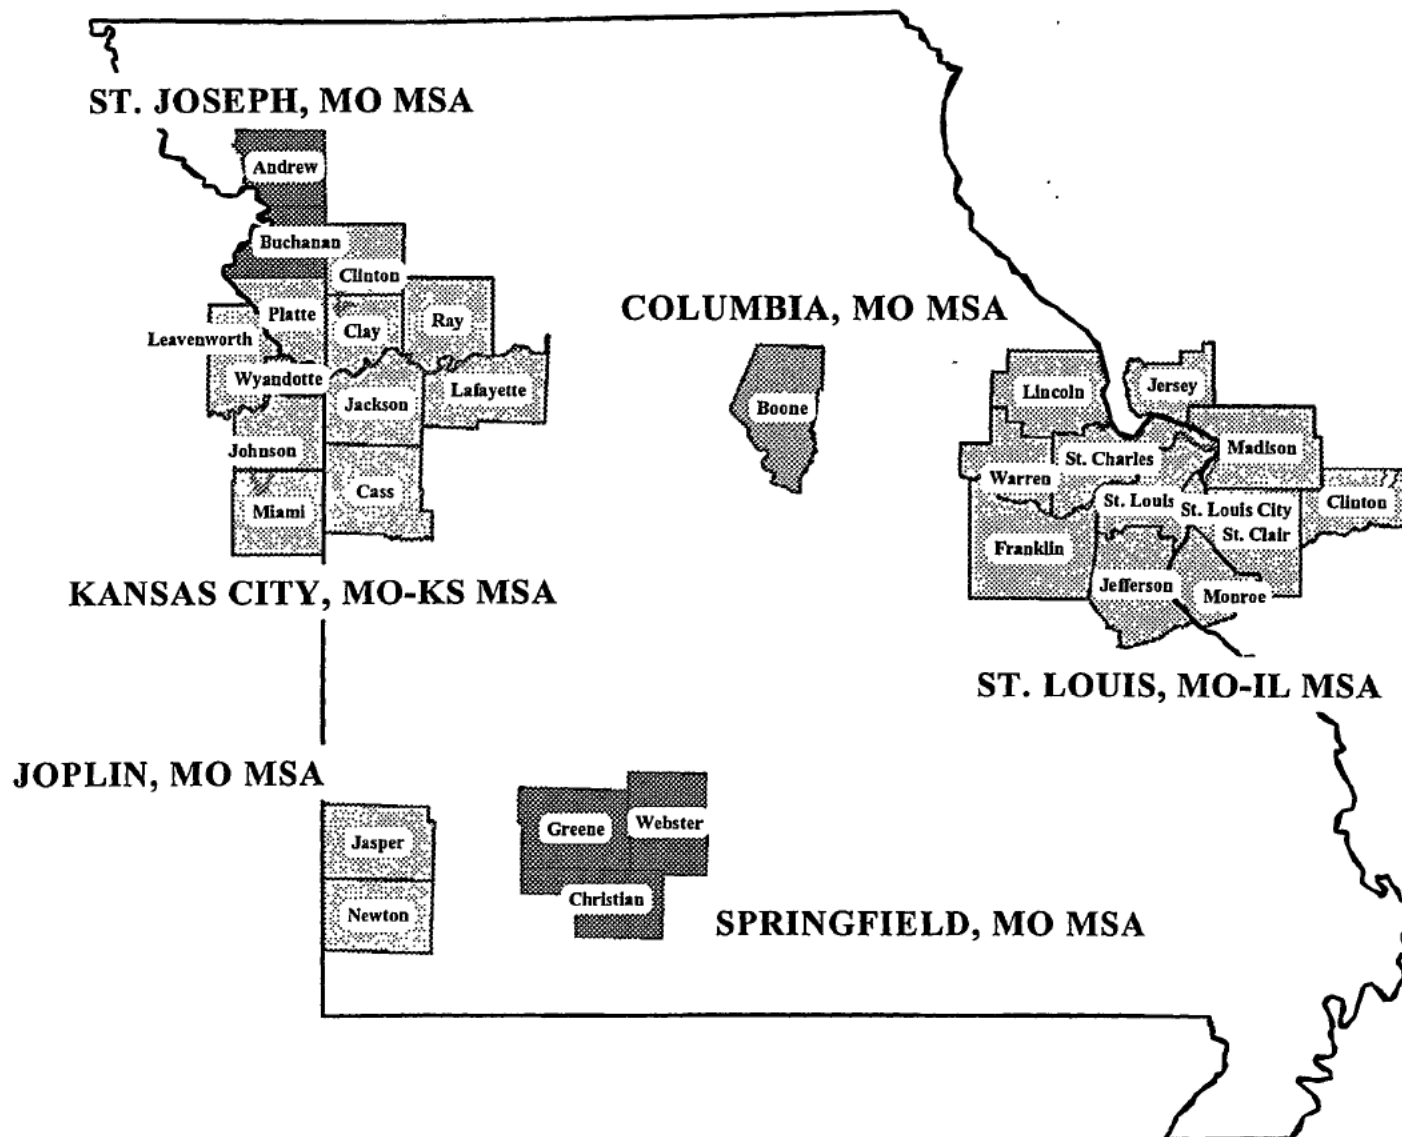 ST. JOSEPH, MO MSA
Andrew
Buchanan
Clinton
Platte
Clay
Ray
Leavenworth
Wyandotte
Jackson
Lafayette
Johnson
Cass
Miami
KANSAS CITY, MO-KS MSA
COLUMBIA, MO MSA
Boone
Lincoln
Jersey
Madison
St. Charles
Warren
St. Louis
St. Louis City
Clinton
St. Clair
Franklin
Jefferson
Monroe
ST. LOUIS, MO-IL MSA
JOPLIN, MO MSA
Jasper
Newton
Greene
Webster
Christian
SPRINGFIELD, MO MSA